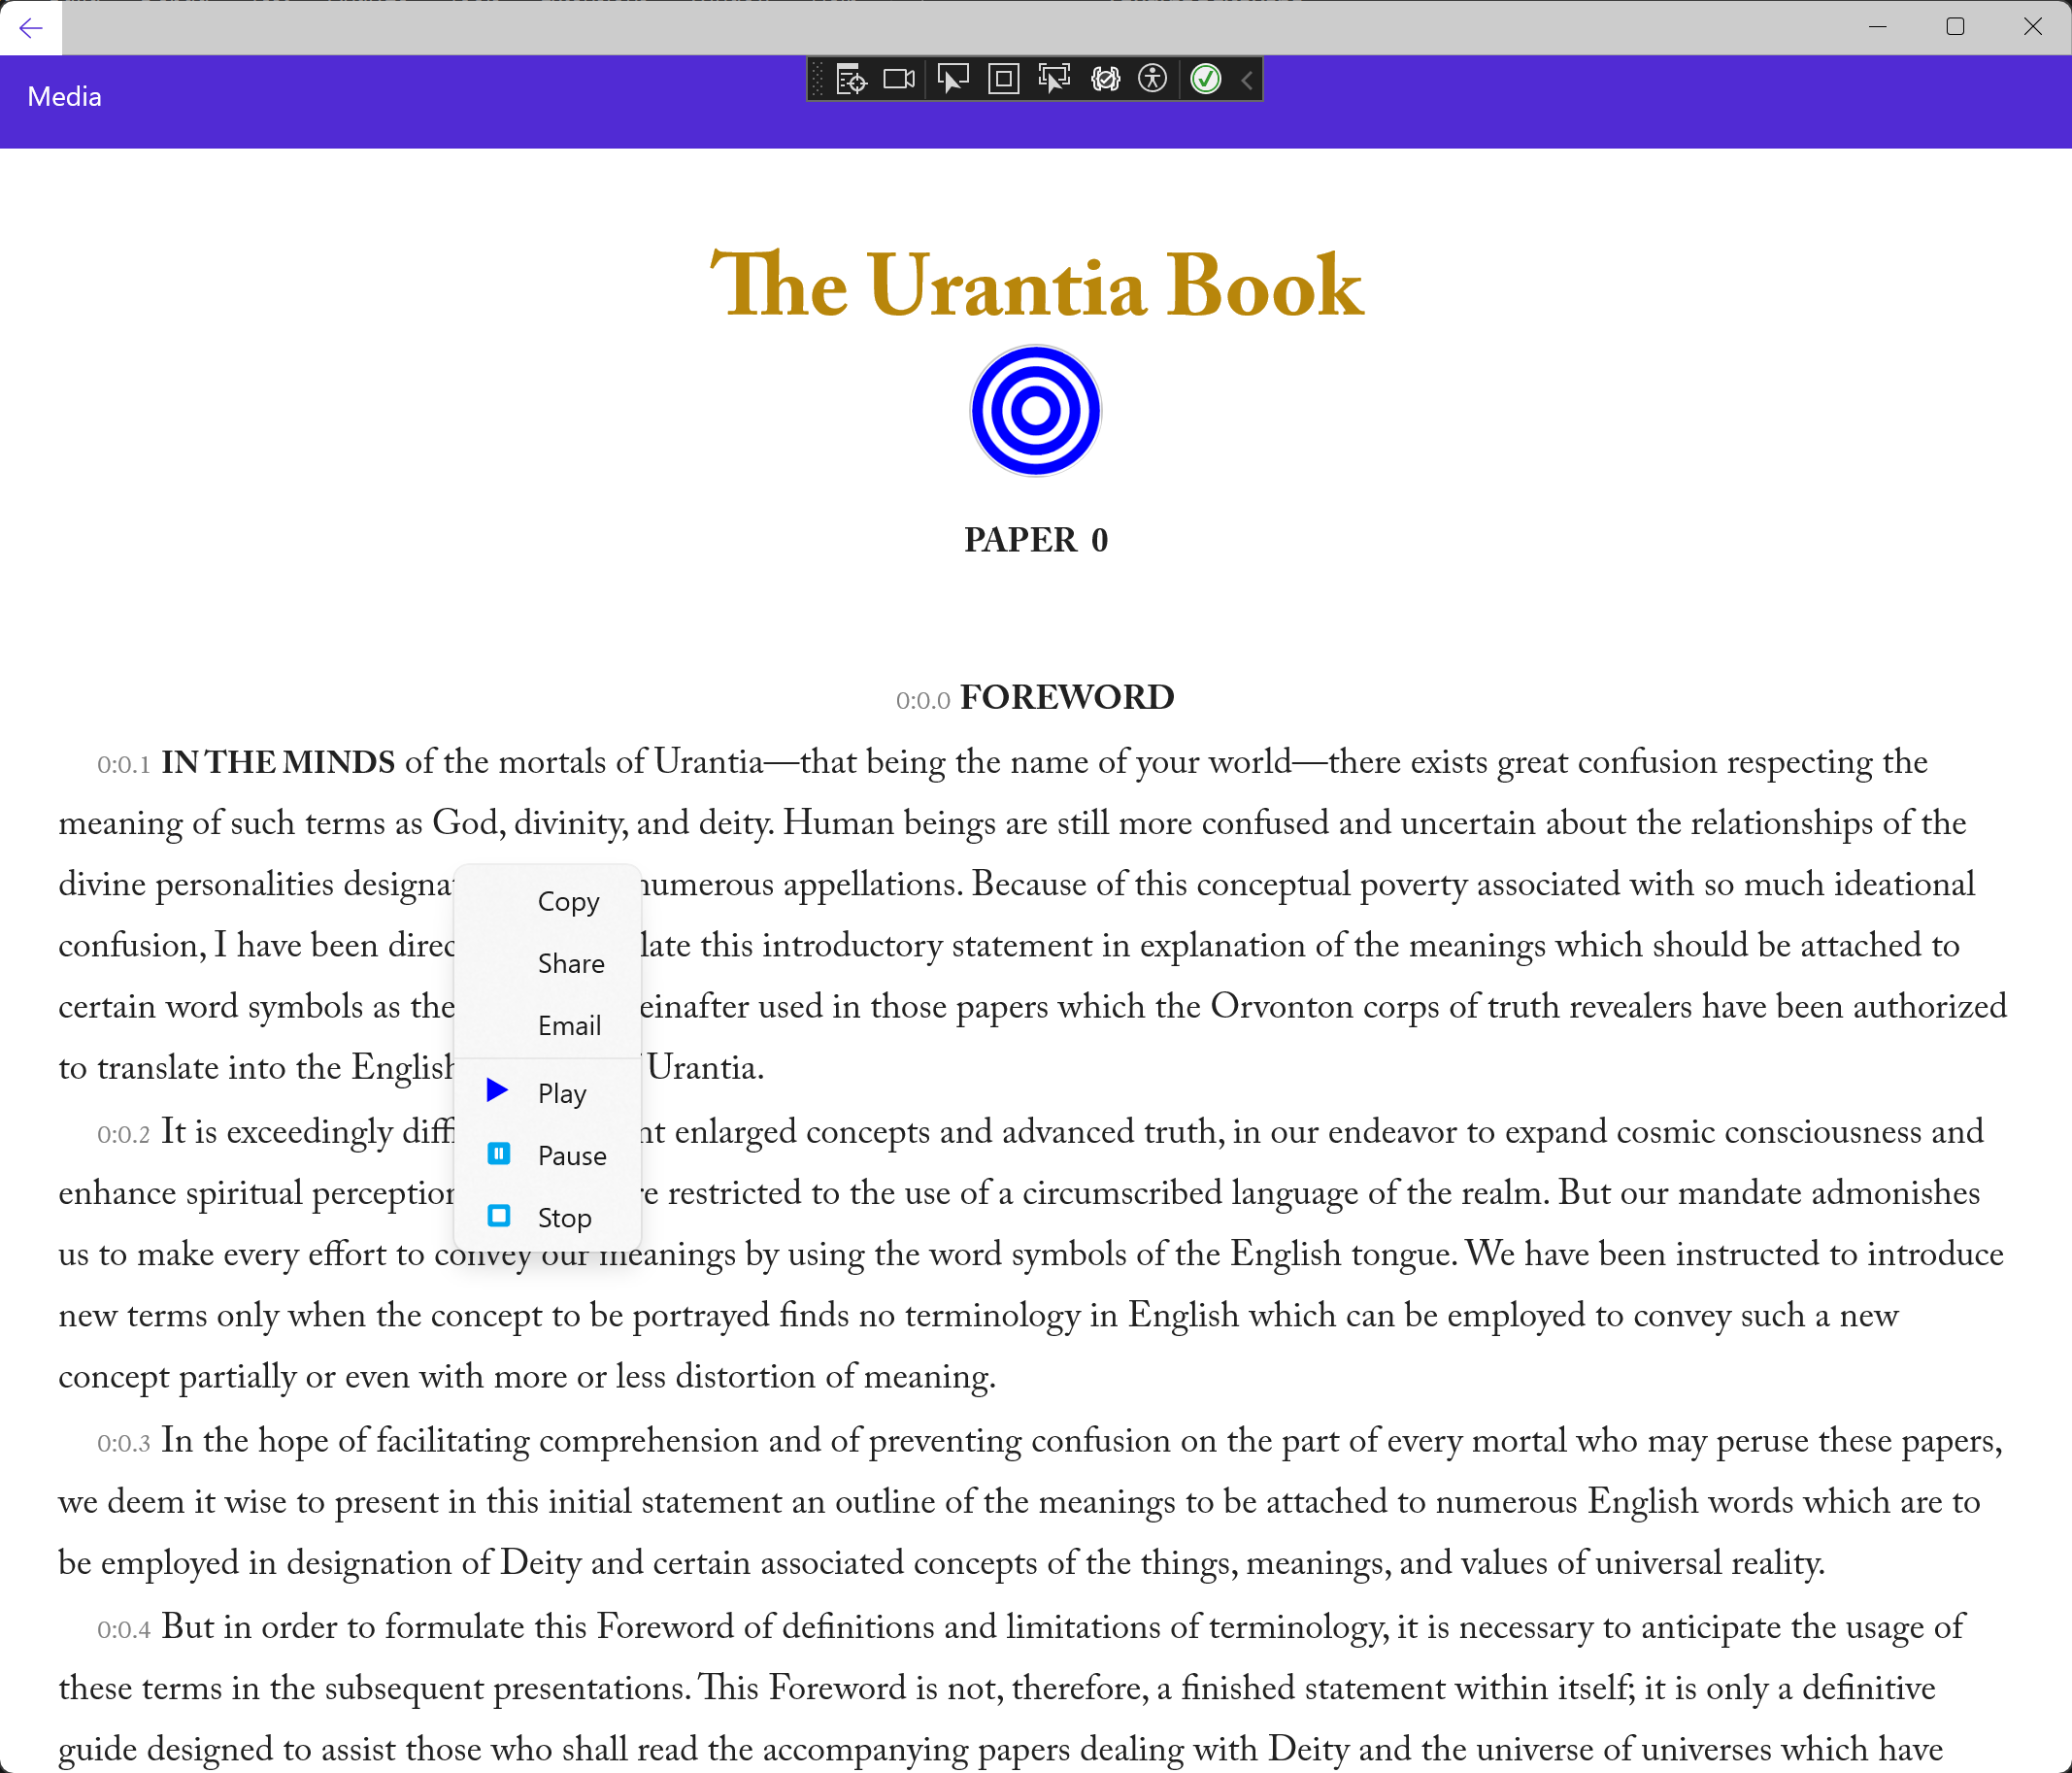 Media
The Urantia Book
PAPER 0
0:0.0 FOREWORD
0:0.1 IN THE MINDS of the mortals of Urantia—that being the name of your world—there exists great confusion respecting the
meaning of such terms as God, divinity, and deity. Human beings are still more confused and uncertain about the relationships of the
divine personalities numerous appellations. Because of this conceptual poverty associated with so much ideational
confusion, I have been this introductory statement in explanation of the meanings which should be attached to
certain word symbols as used in those papers which the Orvonton corps of truth revealers have been authorized
to translate into the Urantia.
0:0.2 It is exceedingly enlarged concepts and advanced truth, in our endeavor to expand cosmic consciousness and
enhance spiritual restricted to the use of a circumscribed language of the realm. But our mandate admonishes
us to make every effort to convey our meanings by using the word symbols of the English tongue. We have been instructed to introduce
new terms only when the concept to be portrayed finds no terminology in English which can be employed to convey such a new
concept partially or even with more or less distortion of meaning.
0:0.3 In the hope of facilitating comprehension and of preventing confusion on the part of every mortal who may peruse these papers,
we deem it wise to present in this initial statement an outline of the meanings to be attached to numerous English words which are to
be employed in designation of Deity and certain associated concepts of the things, meanings, and values of universal reality.
0:0.4 But in order to formulate this Foreword of definitions and limitations of terminology, it is necessary to anticipate the usage of
these terms in the subsequent presentations. This Foreword is not, therefore, a finished statement within itself; it is only a definitive
guide designed to assist those who shall read the accompanying papers dealing with Deity and the universe of universes which have
Copy
Share
Email
Play
Pause
Stop